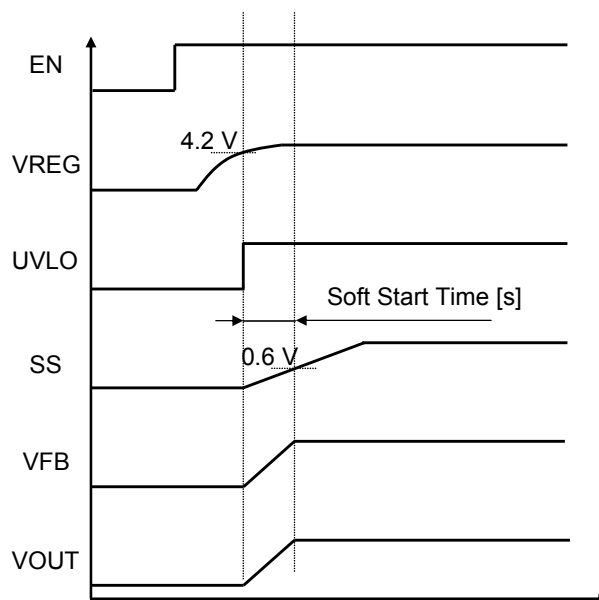 EN
4.2 V
VREG
UVLO
Soft Start Time [s]
0.6 V
SS
VFB
VOUT